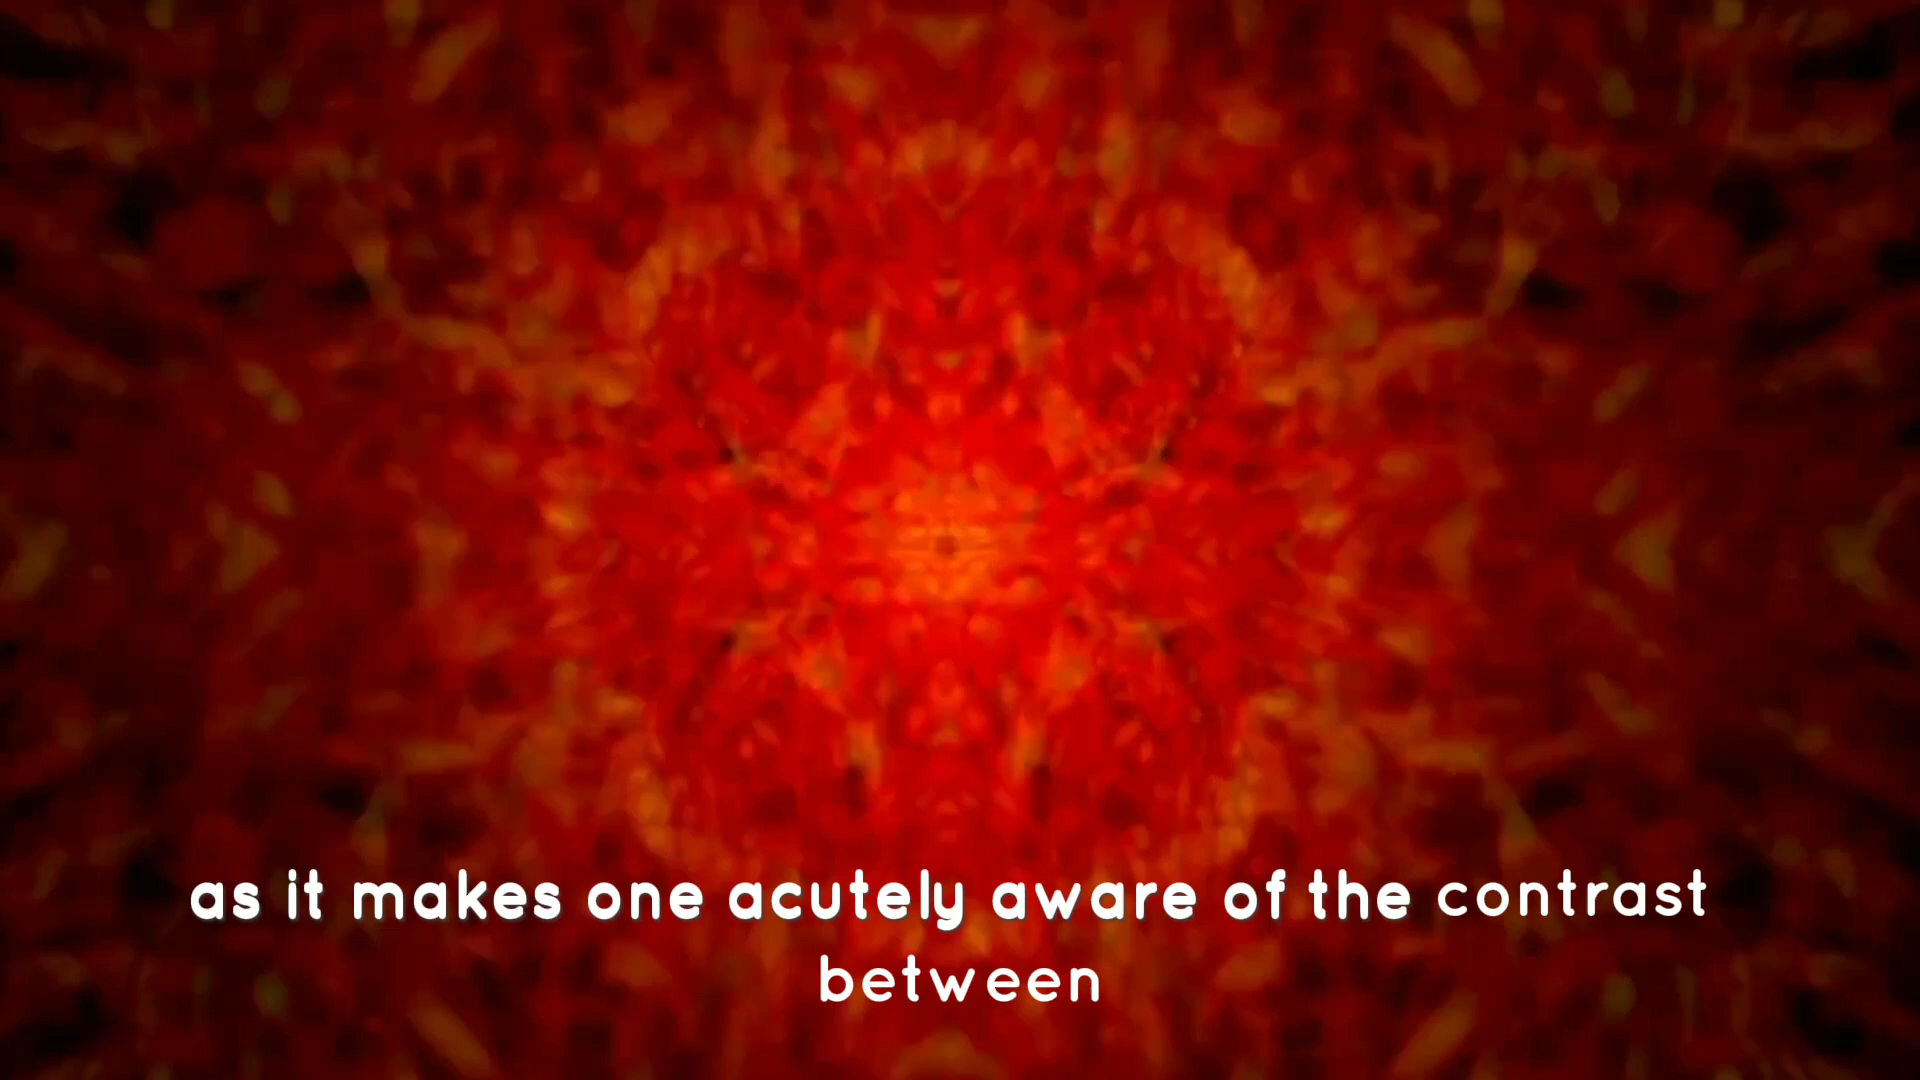 as it makes one acutely aware of the contrast
between